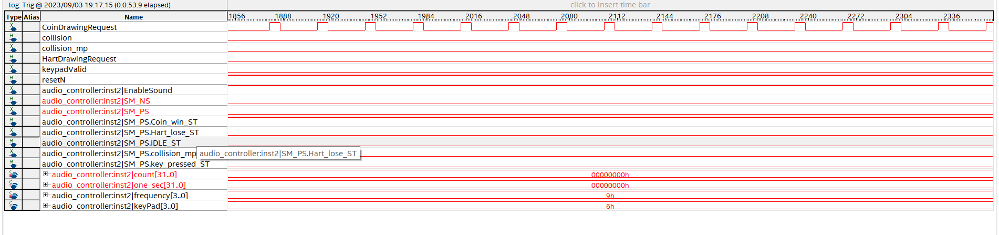 log: Trig @ 2023/09/03 19:17:15 (0:0:53.9 elapsed) click to insert time bar
Type Alias Name 1856 1888 1920 1952 1984 2016 2048 2080 2112 2144 2176 2208 2240 2272 2304 2336
CoinDrawingRequest
collision
collision_mp
HartDrawingRequest
keypadValid
resetN
audio_controller:inst2|EnableSound
audio_controller:inst2|SM_NS
audio_controller:inst2|SM_PS
audio_controller:inst2|SM_PS.Coin_win_ST
audio_controller:inst2|SM_PS.Hart_lose_ST
audio_controller:inst2|SM_PS.IDLE_ST
audio_controller:inst2|SM_PS.collision_mp audio_controller:inst2|SM_PS.Hart_lose_ST
audio_controller:inst2|SM_PS.key_pressed_ST
audio_controller:inst2|count[31..0] 00000000h
audio_controller:inst2|one_sec[31..0] 00000000h
audio_controller:inst2|frequency[3..0] 9h
audio_controller:inst2|keyPad[3..0] 6h